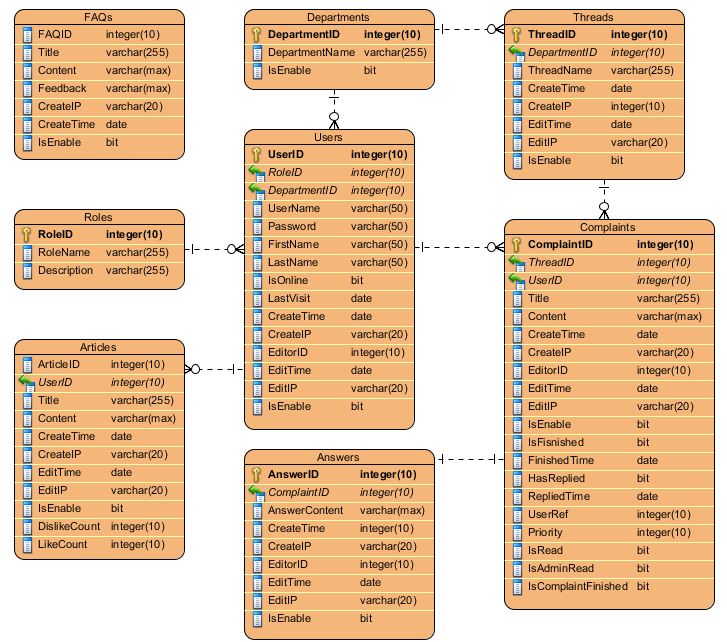 FAQs
FAQID integer(10)
Title varchar(255)
Content varchar(max)
Feedback varchar(max)
CreateIP varchar(20)
CreateTime date
IsEnable bit
Departments
DepartmentID integer(10)
DepartmentName varchar(255)
IsEnable bit
Threads
ThreadID integer(10)
DepartmentID integer(10)
ThreadName varchar(255)
CreateTime date
CreateIP integer(10)
EditTime date
EditIP varchar(20)
IsEnable bit
Users
UserID integer(10)
RoleID integer(10)
DepartmentID integer(10)
UserName varchar(50)
Password varchar(50)
FirstName varchar(50)
LastName varchar(50)
IsOnline bit
LastVisit date
CreateTime date
CreateIP varchar(20)
EditorID integer(10)
EditTime date
EditIP varchar(20)
IsEnable bit
Roles
RoleID integer(10)
RoleName varchar(255)
Description varchar(255)
Complaints
ComplaintID integer(10)
ThreadID integer(10)
UserID integer(10)
Title varchar(255)
Content varchar(max)
CreateTime date
CreateIP varchar(20)
EditorID integer(10)
EditTime date
EditIP varchar(20)
IsEnable bit
IsFisnished bit
FinishedTime date
HasReplied bit
RepliedTime date
UserRef integer(10)
Priority integer(10)
IsRead bit
IsAdminRead bit
IsComplaintFinished bit
Articles
ArticleID integer(10)
UserID integer(10)
Title varchar(255)
Content varchar(max)
CreateTime date
CreateIP varchar(20)
EditTime date
EditIP varchar(20)
IsEnable bit
DislikeCount integer(10)
LikeCount integer(10)
Answers
AnswerID integer(10)
ComplaintID integer(10)
AnswerContent varchar(max)
CreateTime integer(10)
CreateIP varchar(20)
EditorID integer(10)
EditTime date
EditIP varchar(20)
IsEnable bit